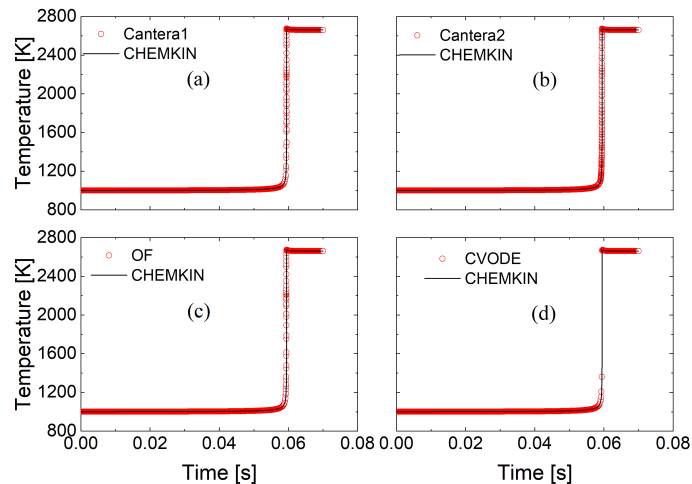 2800
2400
2000
1600
1200
800
Temperature [K]
Cantera1
CHEMKIN
(a)
Cantera2
CHEMKIN
(b)
2800
2400
2000
1600
1200
800
Temperature [K]
OF
CHEMKIN
(c)
CVODE
CHEMKIN
(d)
0.00 0.02 0.04 0.06 0.08
0.00 0.02 0.04 0.06 0.08
Time [s]
Time [s]